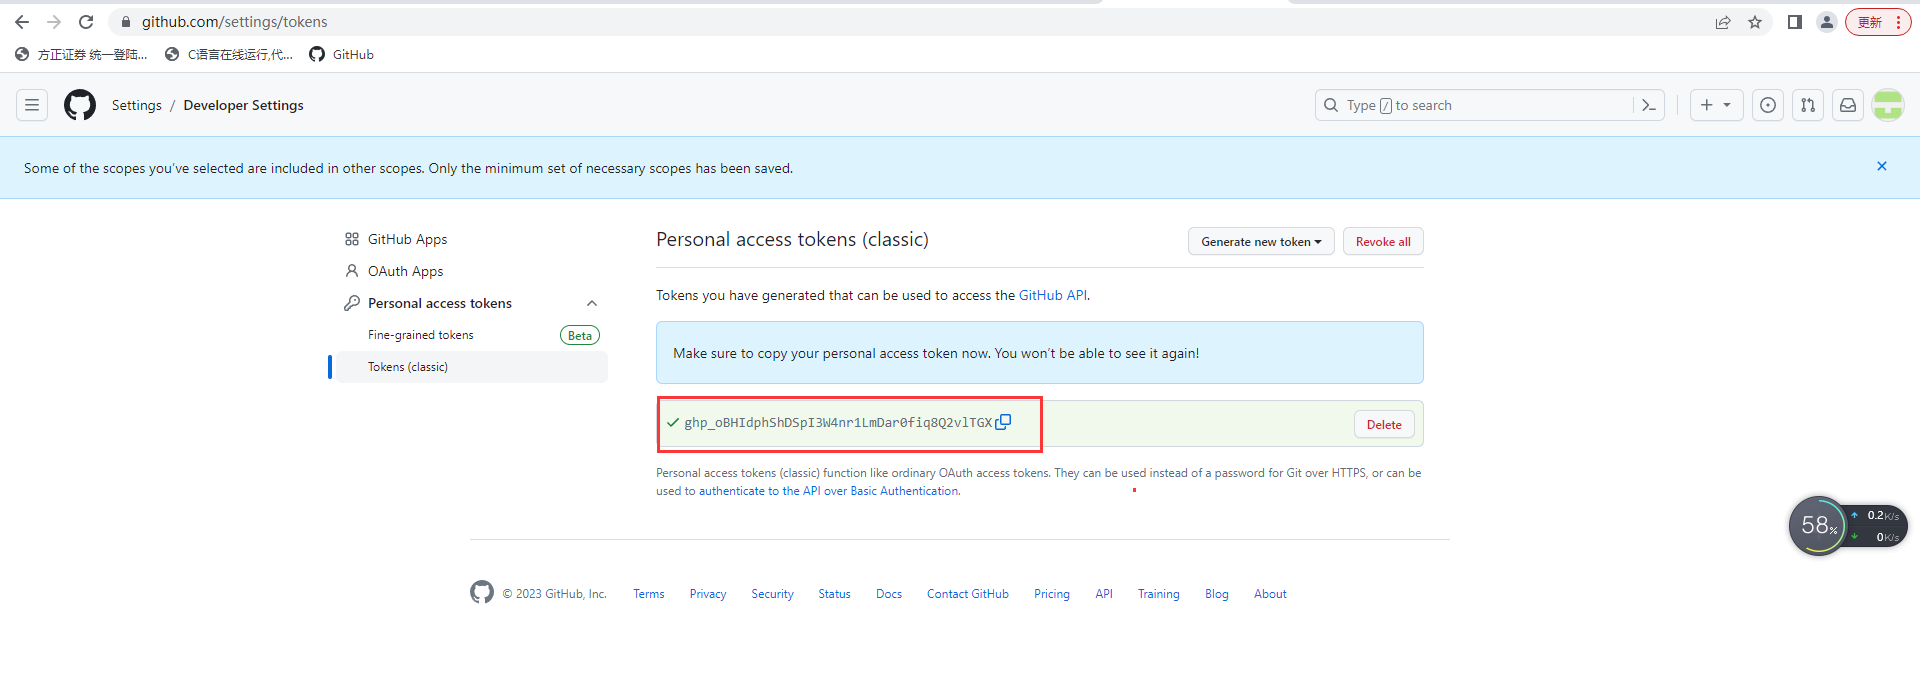 github.com/settings/tokens
更新
方正证券 统一登陆...
C语言在线运行,代...
GitHub
Settings / Developer Settings
Type / to search
Some of the scopes you've selected are included in other scopes. Only the minimum set of necessary scopes has been saved.
GitHub Apps
OAuth Apps
Personal access tokens
Fine-grained tokens
Beta
Tokens (classic)
Personal access tokens (classic)
Generate new token
Revoke all
Tokens you have generated that can be used to access the GitHub API.
Make sure to copy your personal access token now. You won't be able to see it again!
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
Delete
Personal access tokens (classic) function like ordinary OAuth access tokens. They can be used instead of a password for Git over HTTPS, or can be
used to authenticate to the API over Basic Authentication.
58%
0.2K/s
0K/s
© 2023 GitHub, Inc.
Terms
Privacy
Security
Status
Docs
Contact GitHub
Pricing
API
Training
Blog
About